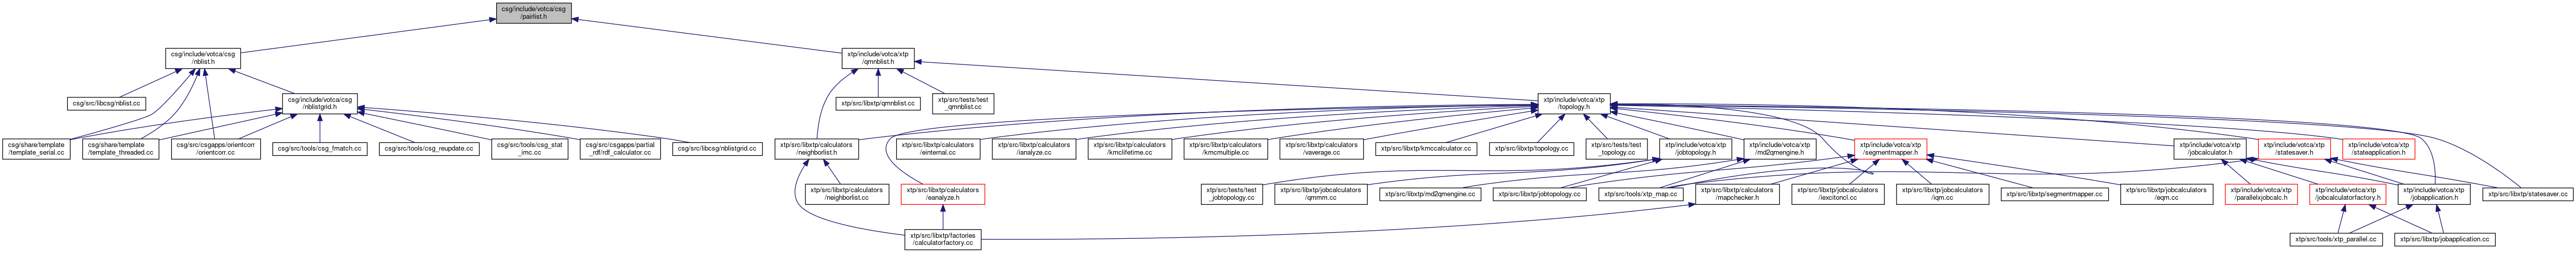 csg/include/votca/csg
/pairlist.h
csg/include/votca/csg
/nblist.h
xtp/include/votca/xtp
/qmnblist.h
csg/src/libcsg/nblist.cc
csg/include/votca/csg
/nblistgrid.h
xtp/src/libxtp/qmnblist.cc
xtp/src/tests/test
_qmnblist.cc
xtp/include/votca/xtp
/topology.h
csg/share/template
/template_serial.cc
csg/share/template
/template_threaded.cc
csg/src/csgapps/orientcorr
/orientcorr.cc
csg/src/tools/csg_fmatch.cc
csg/src/tools/csg_reupdate.cc
csg/src/tools/csg_stat
_imc.cc
csg/src/csgapps/partial
_rdf/rdf_calculator.cc
csg/src/libcsg/nblistgrid.cc
xtp/src/libxtp/calculators
/neighborlist.h
xtp/src/libxtp/calculators
/einternal.cc
xtp/src/libxtp/calculators
/ianalyze.cc
xtp/src/libxtp/calculators
/kmclifetime.cc
xtp/src/libxtp/calculators
/kmcmultiple.cc
xtp/src/libxtp/calculators
/vaverage.cc
xtp/src/libxtp/kmccalculator.cc
xtp/src/libxtp/topology.cc
xtp/src/tests/test
_topology.cc
xtp/include/votca/xtp
/jobtopology.h
xtp/include/votca/xtp
/md2qmengine.h
xtp/include/votca/xtp
/segmentmapper.h
xtp/include/votca/xtp
/jobcalculator.h
xtp/include/votca/xtp
/statesaver.h
xtp/include/votca/xtp
/stateapplication.h
xtp/src/libxtp/calculators
/neighborlist.cc
xtp/src/libxtp/calculators
/eanalyze.h
xtp/src/tests/test
_jobtopology.cc
xtp/src/libxtp/jobcalculators
/qmmm.cc
xtp/src/libxtp/md2qmengine.cc
xtp/src/libxtp/jobtopology.cc
xtp/src/tools/xtp_map.cc
xtp/src/libxtp/calculators
/mapchecker.h
xtp/src/libxtp/jobcalculators
/iexcitoncl.cc
xtp/src/libxtp/jobcalculators
/iqm.cc
xtp/src/libxtp/segmentmapper.cc
xtp/src/libxtp/jobcalculators
/eqm.cc
xtp/include/votca/xtp
/parallelxjobcalc.h
xtp/include/votca/xtp
/jobcalculatorfactory.h
xtp/include/votca/xtp
/jobapplication.h
xtp/src/libxtp/statesaver.cc
xtp/src/libxtp/factories
/calculatorfactory.cc
xtp/src/tools/xtp_parallel.cc
xtp/src/libxtp/jobapplication.cc